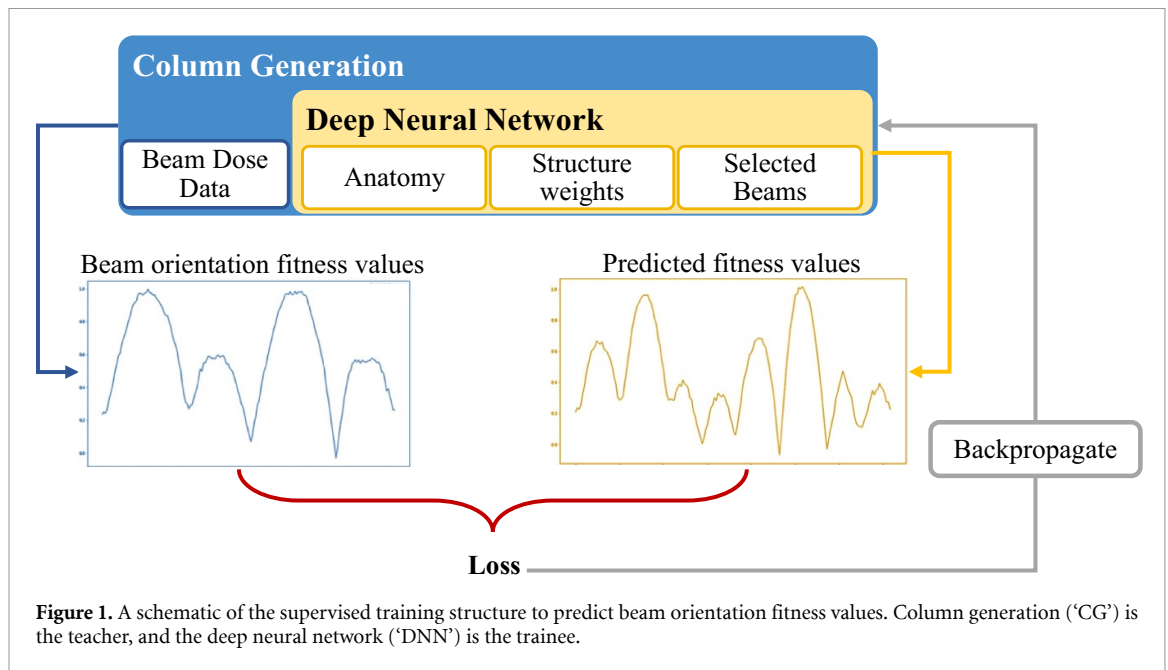 Column Generation
Deep Neural Network
Beam Dose
Data
Anatomy
Structure
weights
Selected
Beams
Beam orientation fitness values
Predicted fitness values
Backpropagate
Loss
Figure 1. A schematic of the supervised training structure to predict beam orientation fitness values. Column generation (‘CG’) is
the teacher, and the deep neural network (‘DNN’) is the trainee.